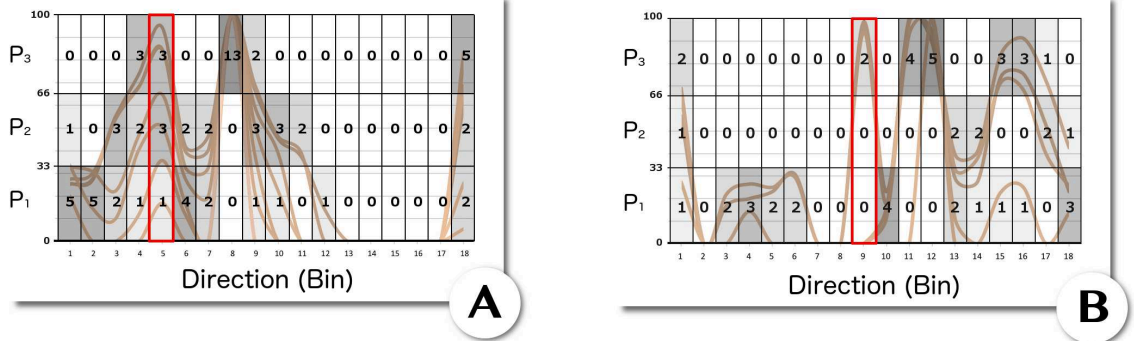 100
P3 0 0 0 3 3 0 0 13 2 0 0 0 0 0 0 0 0 5
66
P2 1 0 3 2 3 2 2 0 3 3 2 0 0 0 0 0 0 2
33
P1 5 5 2 1 1 4 2 0 1 1 0 1 0 0 0 0 0 2
0
1 2 3 4 5 6 7 8 9 10 11 12 13 14 15 15 17 18
Direction (Bin)
A
100
P3 2 0 0 0 0 0 0 0 2 0 4 5 0 0 3 3 1 0
66
P2 1 0 0 0 0 0 0 0 0 0 0 0 2 2 0 0 2 1
33
P1 1 0 2 3 2 2 0 0 0 4 0 0 2 1 1 1 0 3
0
1 2 3 4 5 6 7 8 9 10 11 12 13 14 15 16 17 18
Direction (Bin)
B